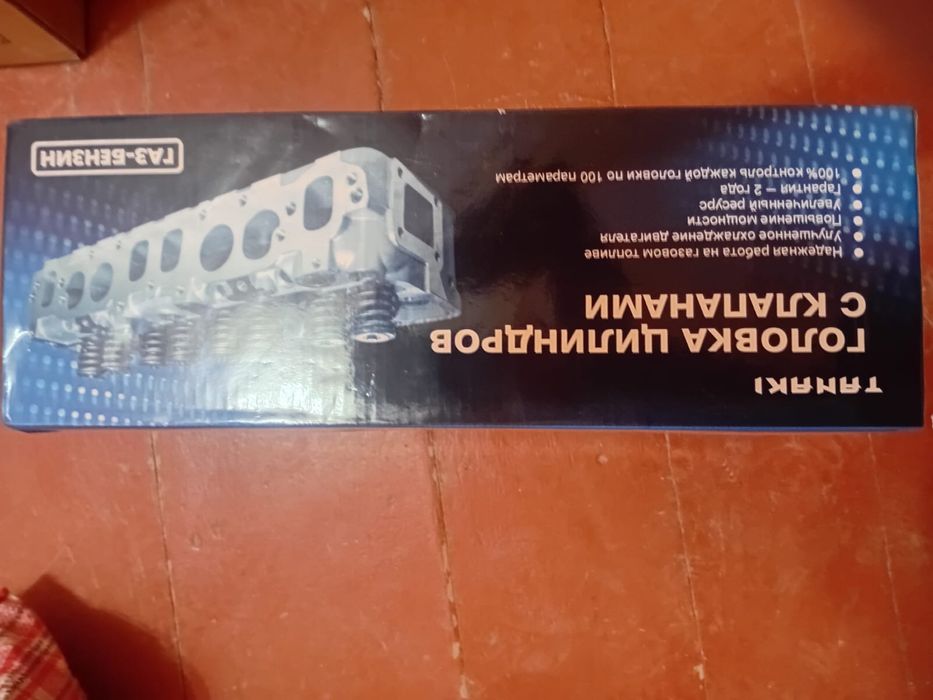 TANAKI
ГОЛОВКА ЦИЛИНДРОВ
С КЛАПАНАМИ
Надежная работа на газовом топливе
Улучшенное охлаждение двигателя
Повышение мощности
Увеличенный ресурс
Гарантия – 2 года
100% контроль каждой головки по 100 параметрам
ГАЗ-БЕНЗИН